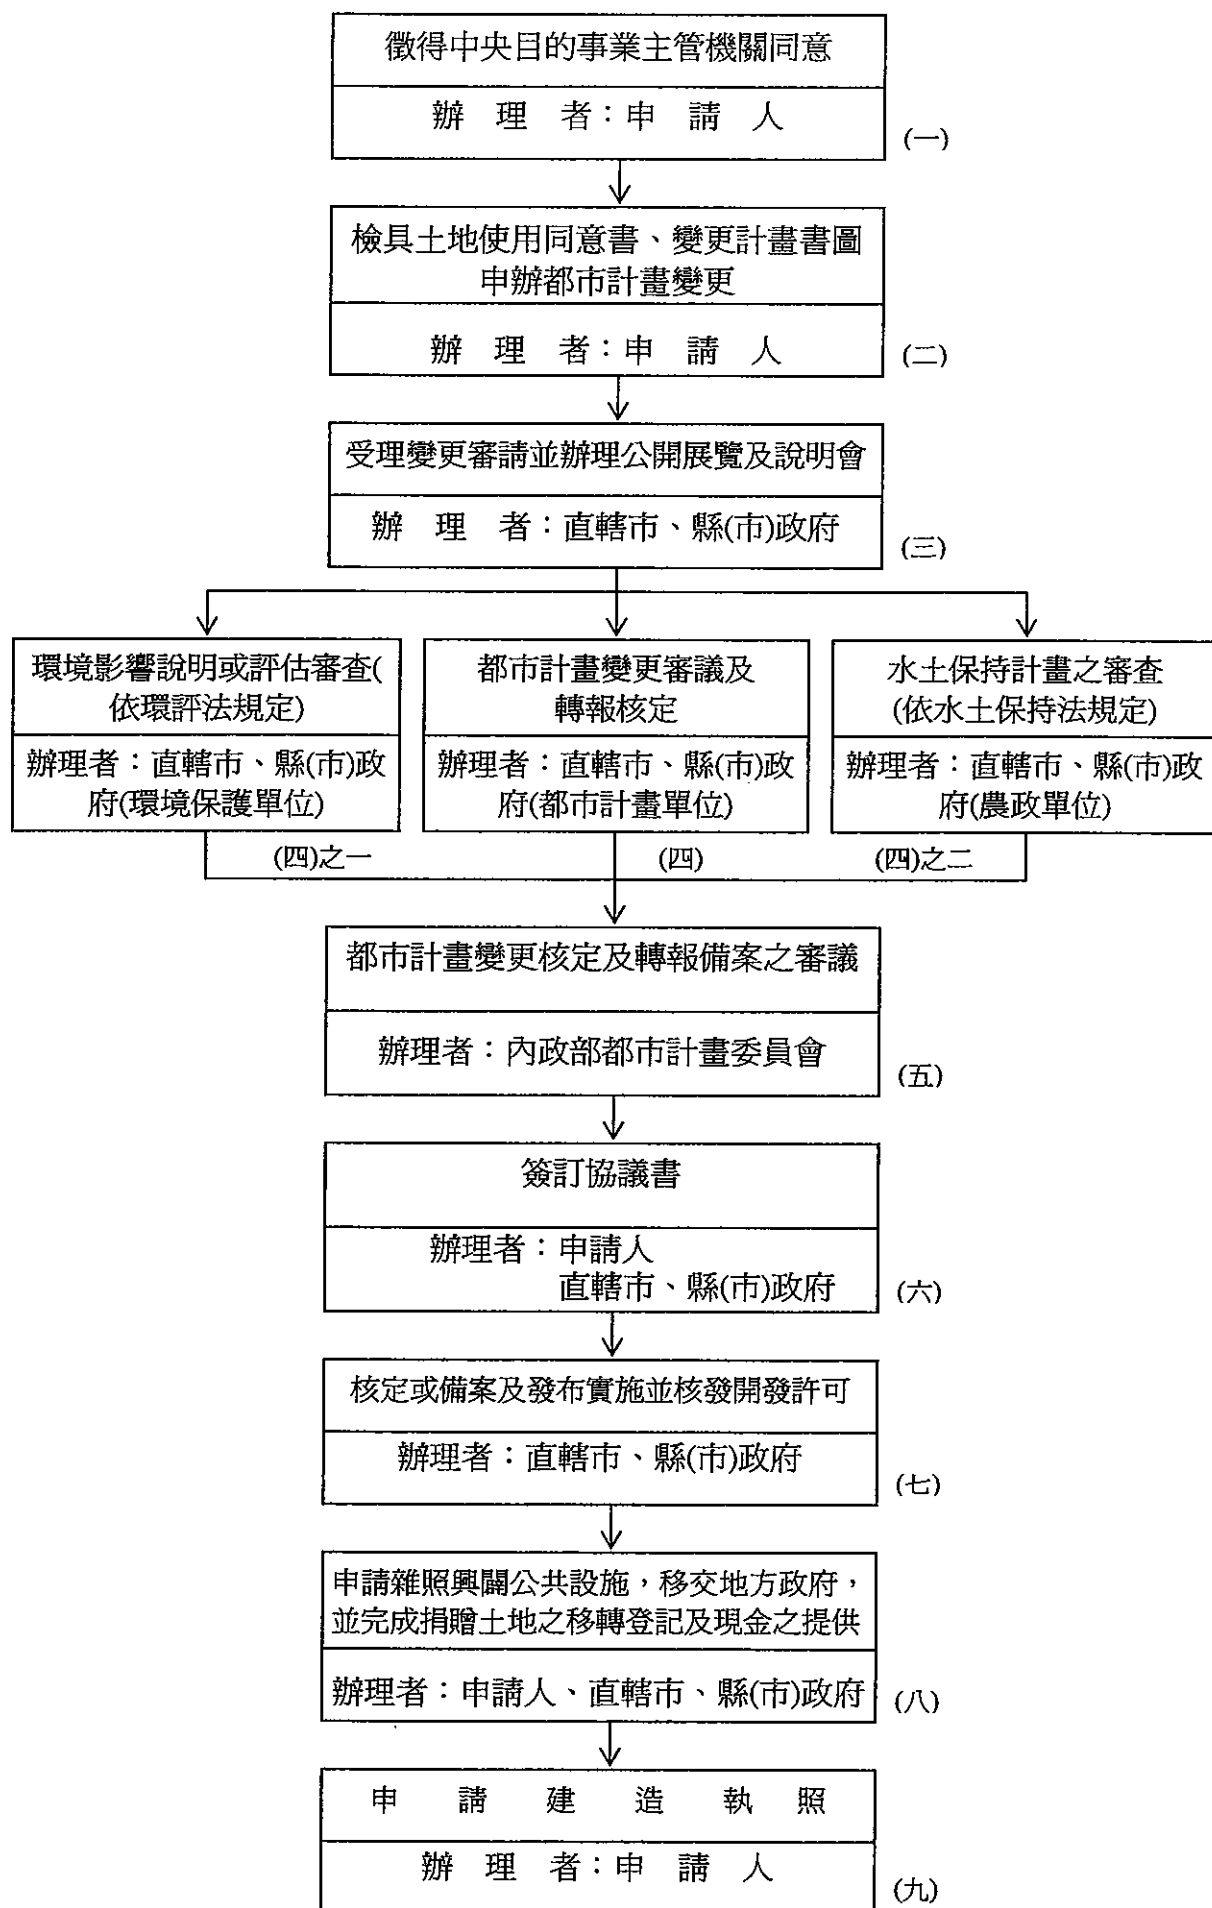 徵得中央目的事業主管機關同意
辦理者：申請人
(一)
檢具土地使用同意書、變更計畫書圖
申辦都市計畫變更
辦理者：申請人
(二)
受理變更審請並辦理公開展覽及說明會
辦理者：直轄市、縣(市)政府
(三)
環境影響說明或評估審查(
依環評法規定)
辦理者：直轄市、縣(市)政
府(環境保護單位)
(四)之一
都市計畫變更審議及
轉報核定
辦理者：直轄市、縣(市)政
府(都市計畫單位)
(四)
水土保持計畫之審查
(依水土保持法規定)
辦理者：直轄市、縣(市)政
府(農政單位)
(四)之二
都市計畫變更核定及轉報備案之審議
辦理者：內政部都市計畫委員會
(五)
簽訂協議書
辦理者：申請人
直轄市、縣(市)政府
(六)
核定或備案及發布實施並核發開發許可
辦理者：直轄市、縣(市)政府
(七)
申請雜照興闢公共設施，移交地方政府，
並完成捐贈土地之移轉登記及現金之提供
辦理者：申請人、直轄市、縣(市)政府
(八)
申請建造執照
辦理者：申請人
(九)